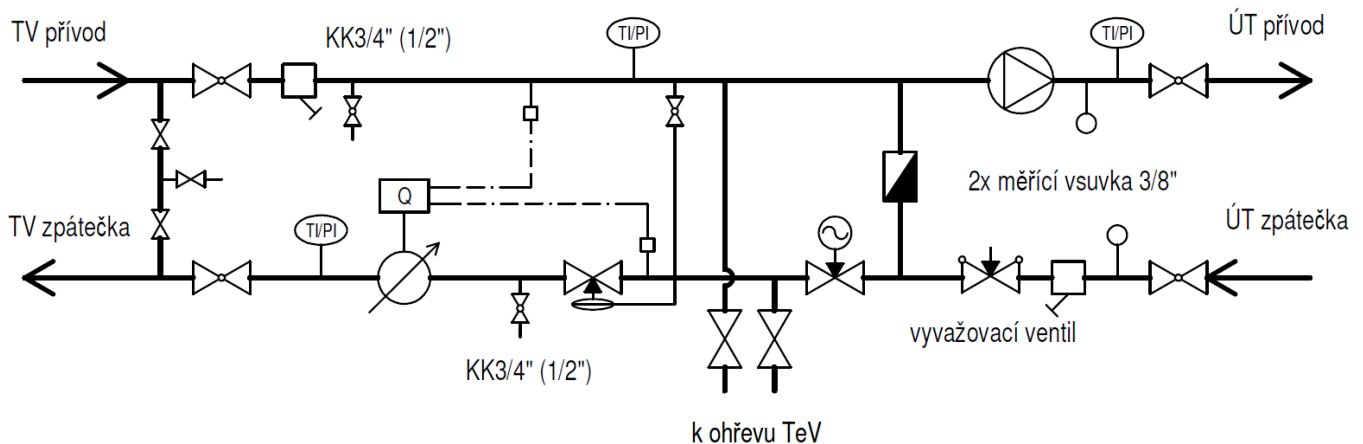 TV přívod
KK3/4" (1/2")
TI/PI
TI/PI
ÚT přívod
2x měřící vsuvka 3/8"
Q
TV zpátečka
TI/PI
ÚT zpátečka
vyvažovací ventil
KK3/4" (1/2")
k ohřevu TeV